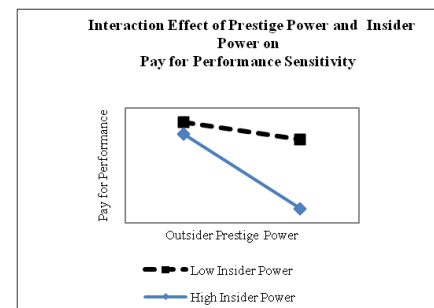 Interaction Effect of Prestige Power and Insider
Power on
Pay for Performance Sensitivity
Pay for Performance
Outsider Prestige Power
Low Insider Power
High Insider Power